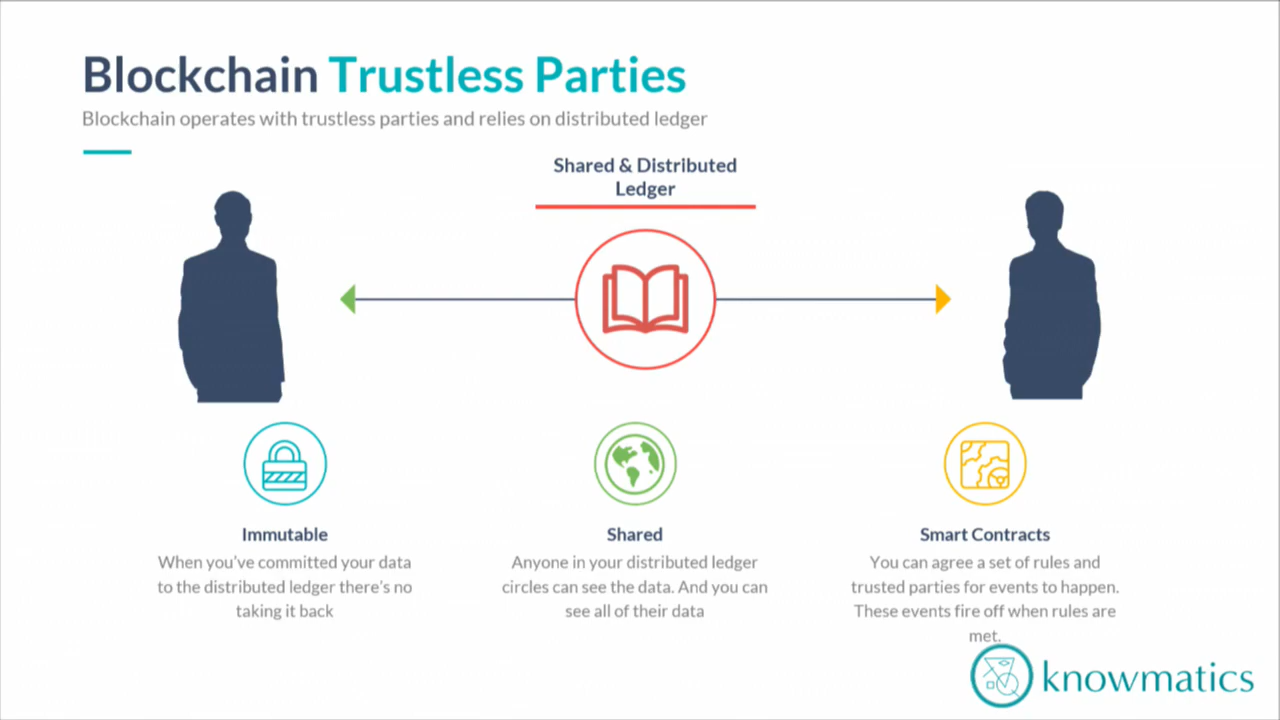 Blockchain Trustless Parties
Blockchain operates with trustless parties and relies on distributed ledger
Shared & Distributed
Ledger
Immutable
When you've committed your data
to the distributed ledger there's no
taking it back
Shared
Anyone in your distributed ledger
circles can see the data. And you can
see all of their data
Smart Contracts
You can agree a set of rules and
trusted parties for events to happen.
These events fire off when rules are
met.
knowmatics